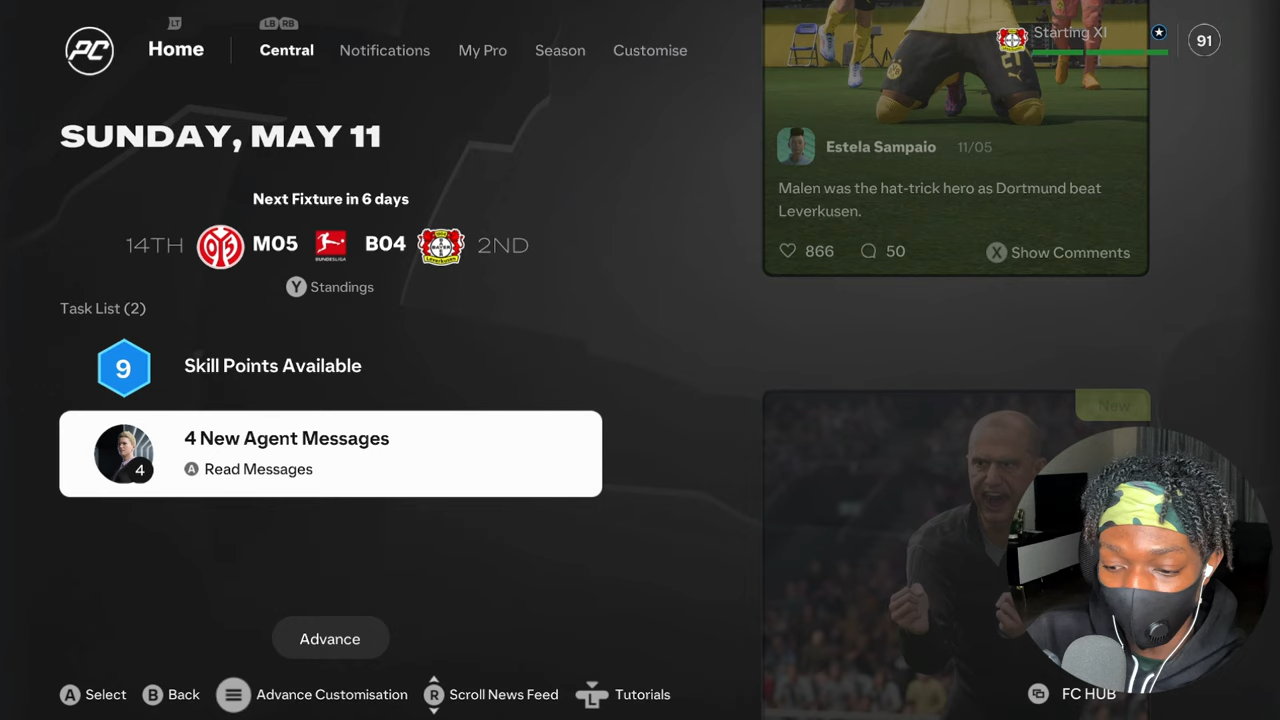 LT
LB RB
PC
Home
Central
Notifications
My Pro
Season
Customise
Starting XI
91
SUNDAY, MAY 11
Next Fixture in 6 days
14TH
M05
BUNDESLIGA
B04
2ND
Y Standings
Task List (2)
9
Skill Points Available
4
4 New Agent Messages
A Read Messages
Advance
A Select
B Back
Advance Customisation
R Scroll News Feed
L Tutorials
21
Estela Sampaio
11/05
Malen was the hat-trick hero as Dortmund beat
Leverkusen.
866
50
X Show Comments
New
FC HUB